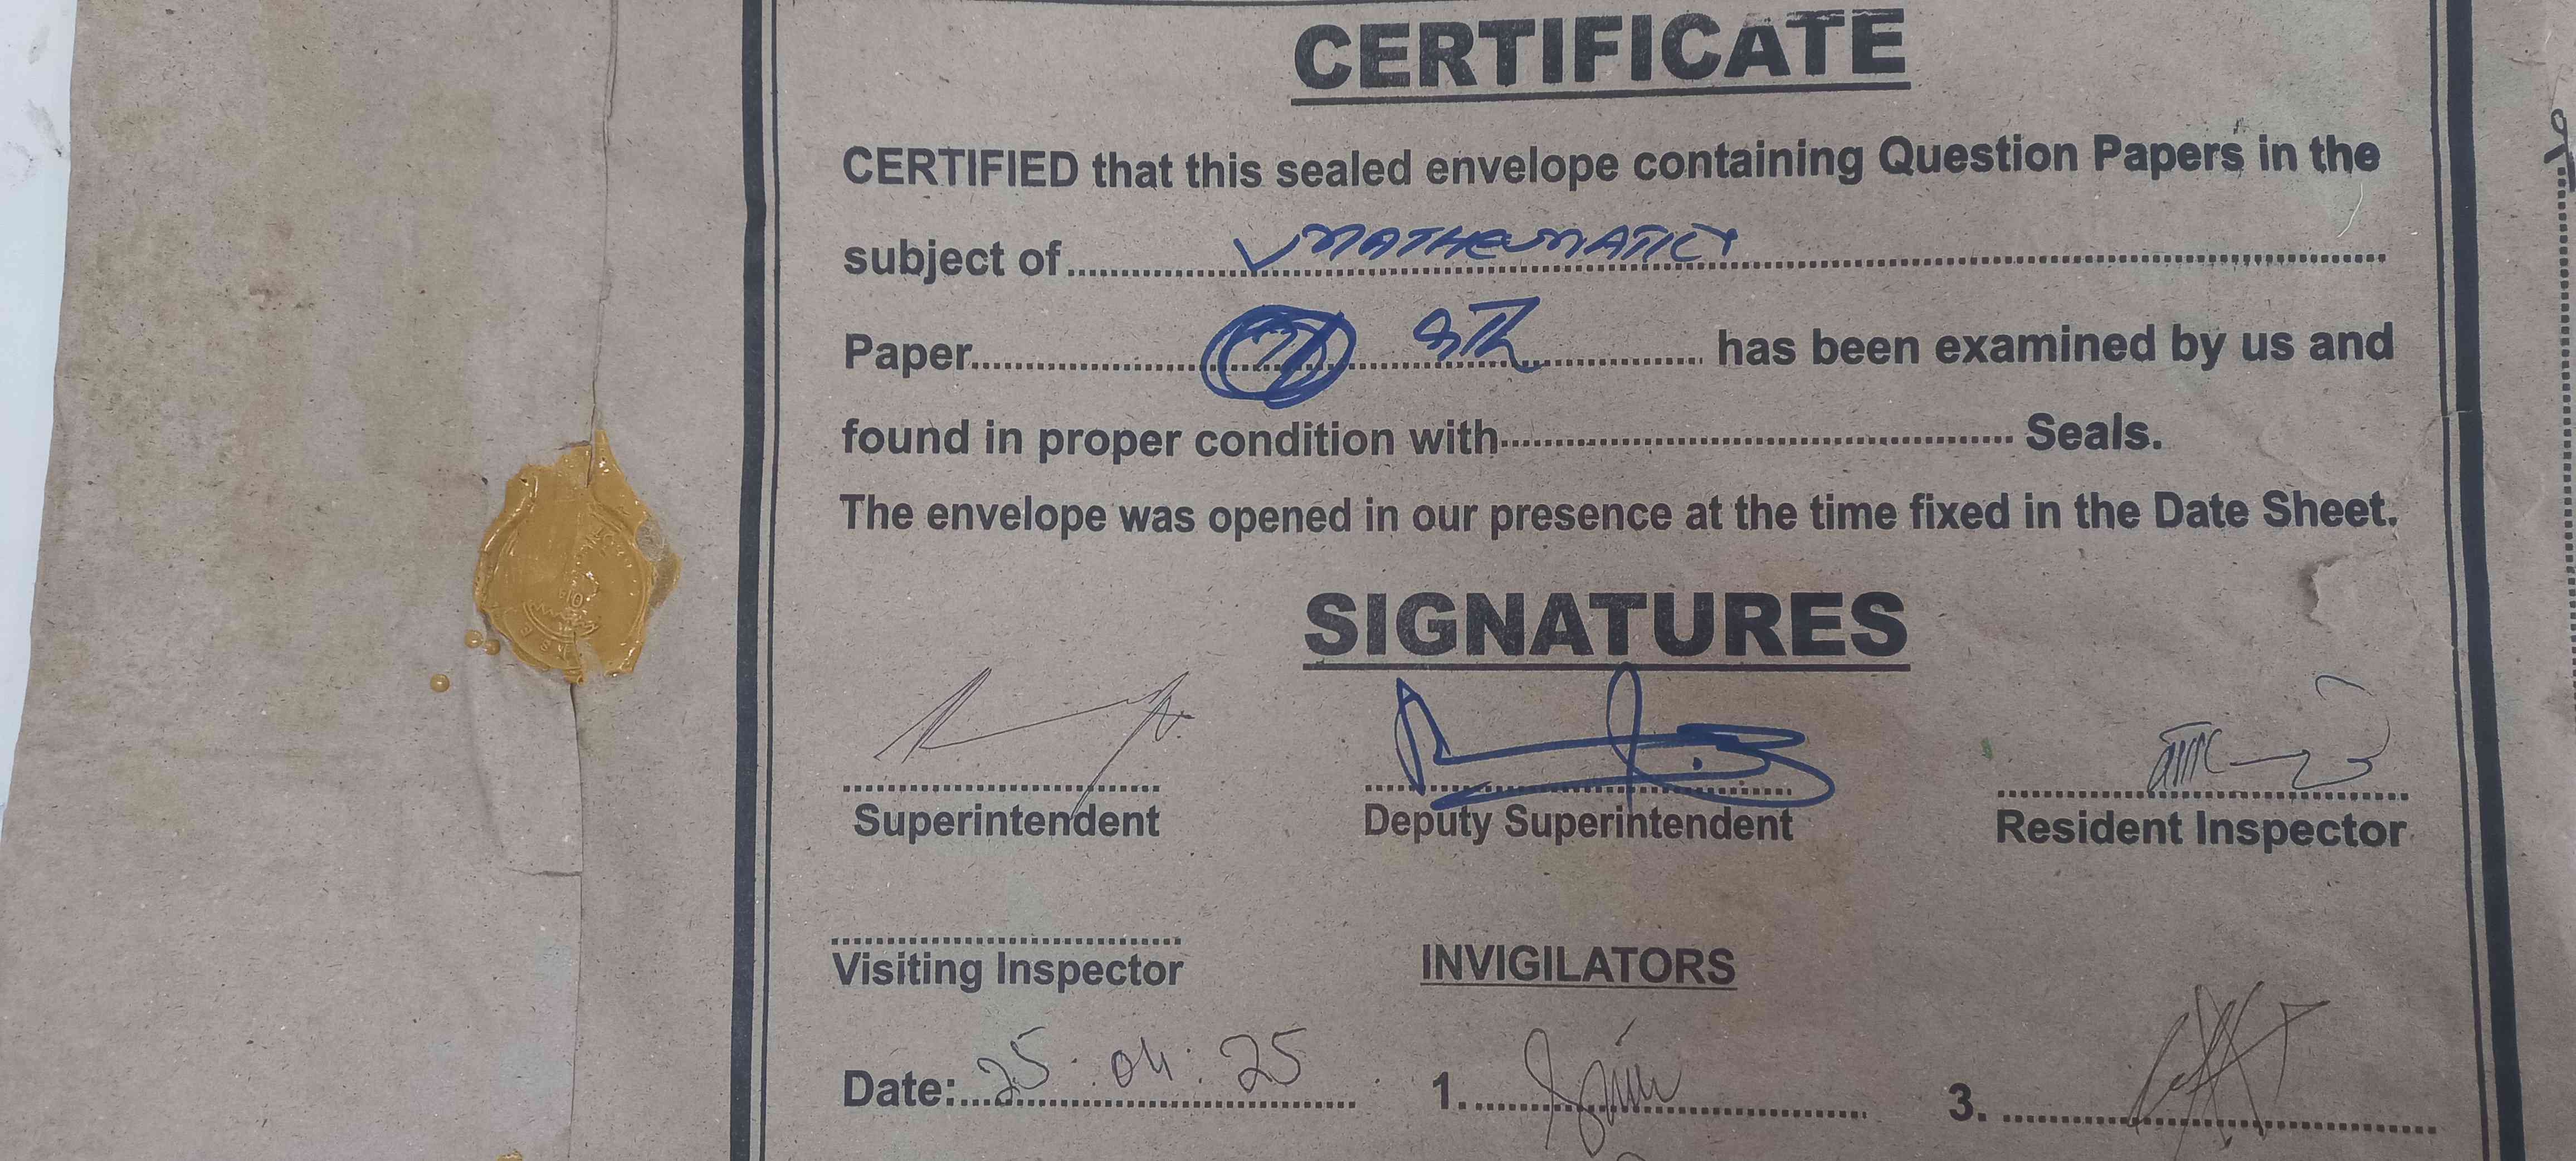 CERTIFICATE
CERTIFIED that this sealed envelope containing Question Papers in the
subject of MATHEMATICS
Paper 9th has been examined by us and
found in proper condition with Seals.
The envelope was opened in our presence at the time fixed in the Date Sheet.
SIGNATURES
Superintendent Deputy Superintendent Resident Inspector
Visiting Inspector INVIGILATORS
Date: 25.04.25 1. 3.